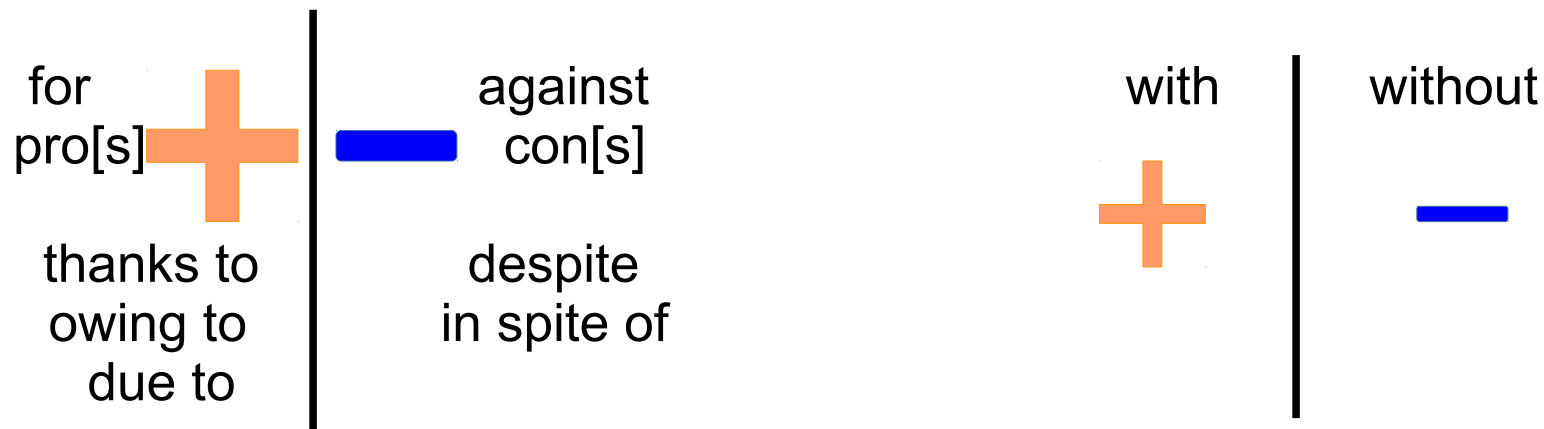 for against with without
pro[s] con[s]
thanks to despite
owing to in spite of
due to